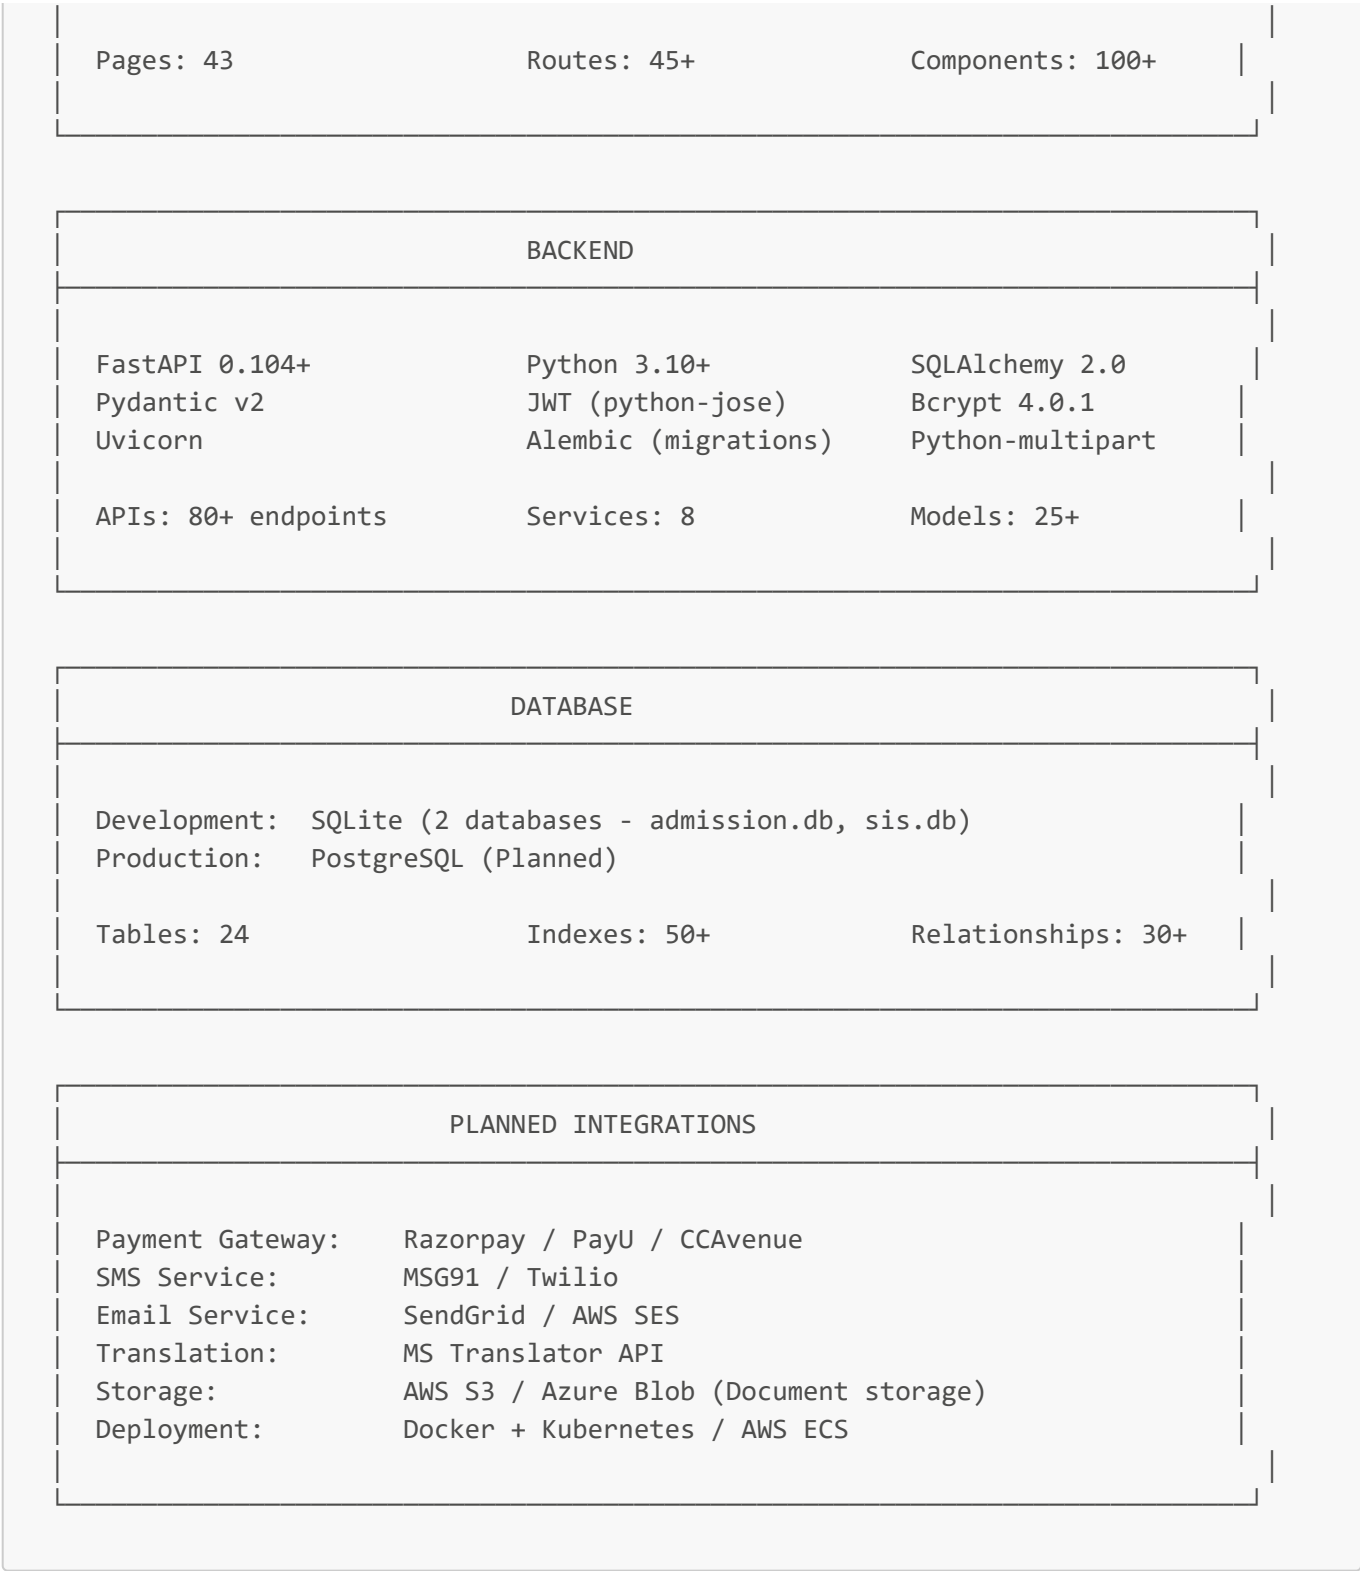 Pages: 43 Routes: 45+ Components: 100+
BACKEND
FastAPI 0.104+ Python 3.10+ SQLAlchemy 2.0
Pydantic v2 JWT (python-jose) Bcrypt 4.0.1
Uvicorn Alembic (migrations) Python-multipart
APIs: 80+ endpoints Services: 8 Models: 25+
DATABASE
Development: SQLite (2 databases - admission.db, sis.db)
Production: PostgreSQL (Planned)
Tables: 24 Indexes: 50+ Relationships: 30+
PLANNED INTEGRATIONS
Payment Gateway: Razorpay / PayU / CCAvenue
SMS Service: MSG91 / Twilio
Email Service: SendGrid / AWS SES
Translation: MS Translator API
Storage: AWS S3 / Azure Blob (Document storage)
Deployment: Docker + Kubernetes / AWS ECS